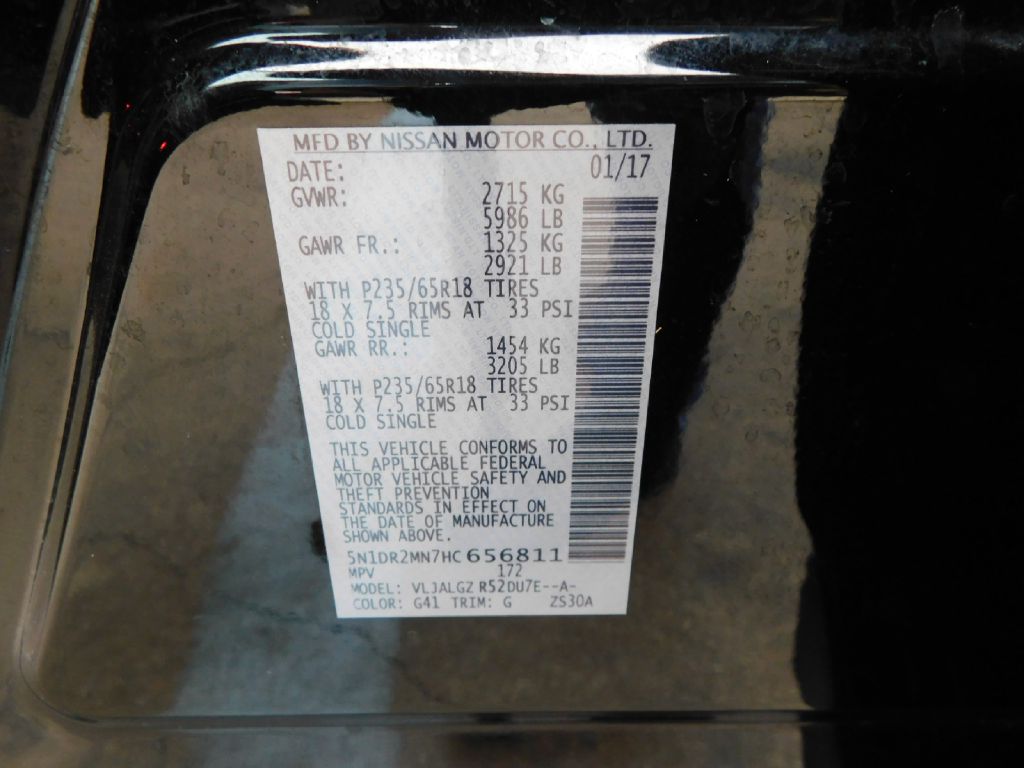 MFD BY NISSAN MOTOR CO., LTD.
DATE: 01/17
GVWR: 2715 KG
5986 LB
GAWR FR.: 1325 KG
2921 LB
WITH P235/65R18 TIRES
18 X 7.5 RIMS AT 33 PSI
COLD SINGLE
GAWR RR.: 1454 KG
3205 LB
WITH P235/65R18 TIRES
18 X 7.5 RIMS AT 33 PSI
COLD SINGLE
THIS VEHICLE CONFORMS TO
ALL APPLICABLE FEDERAL
MOTOR VEHICLE SAFETY AND
THEFT PREVENTION
STANDARDS IN EFFECT ON
THE DATE OF MANUFACTURE
SHOWN ABOVE.
5N1DR2MN7HC656811
MPV 172
MODEL: VLJALGZ R52DU7E--A-
COLOR: G41 TRIM: G ZS30A